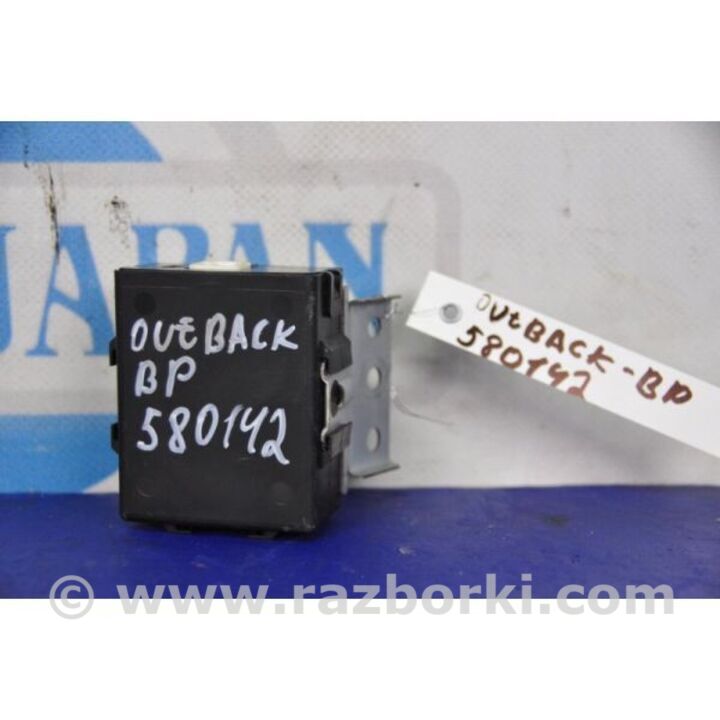 JAPAN
OUTBACK
BP
580142
OUTBACK-BP
580142
© www.razborki.com